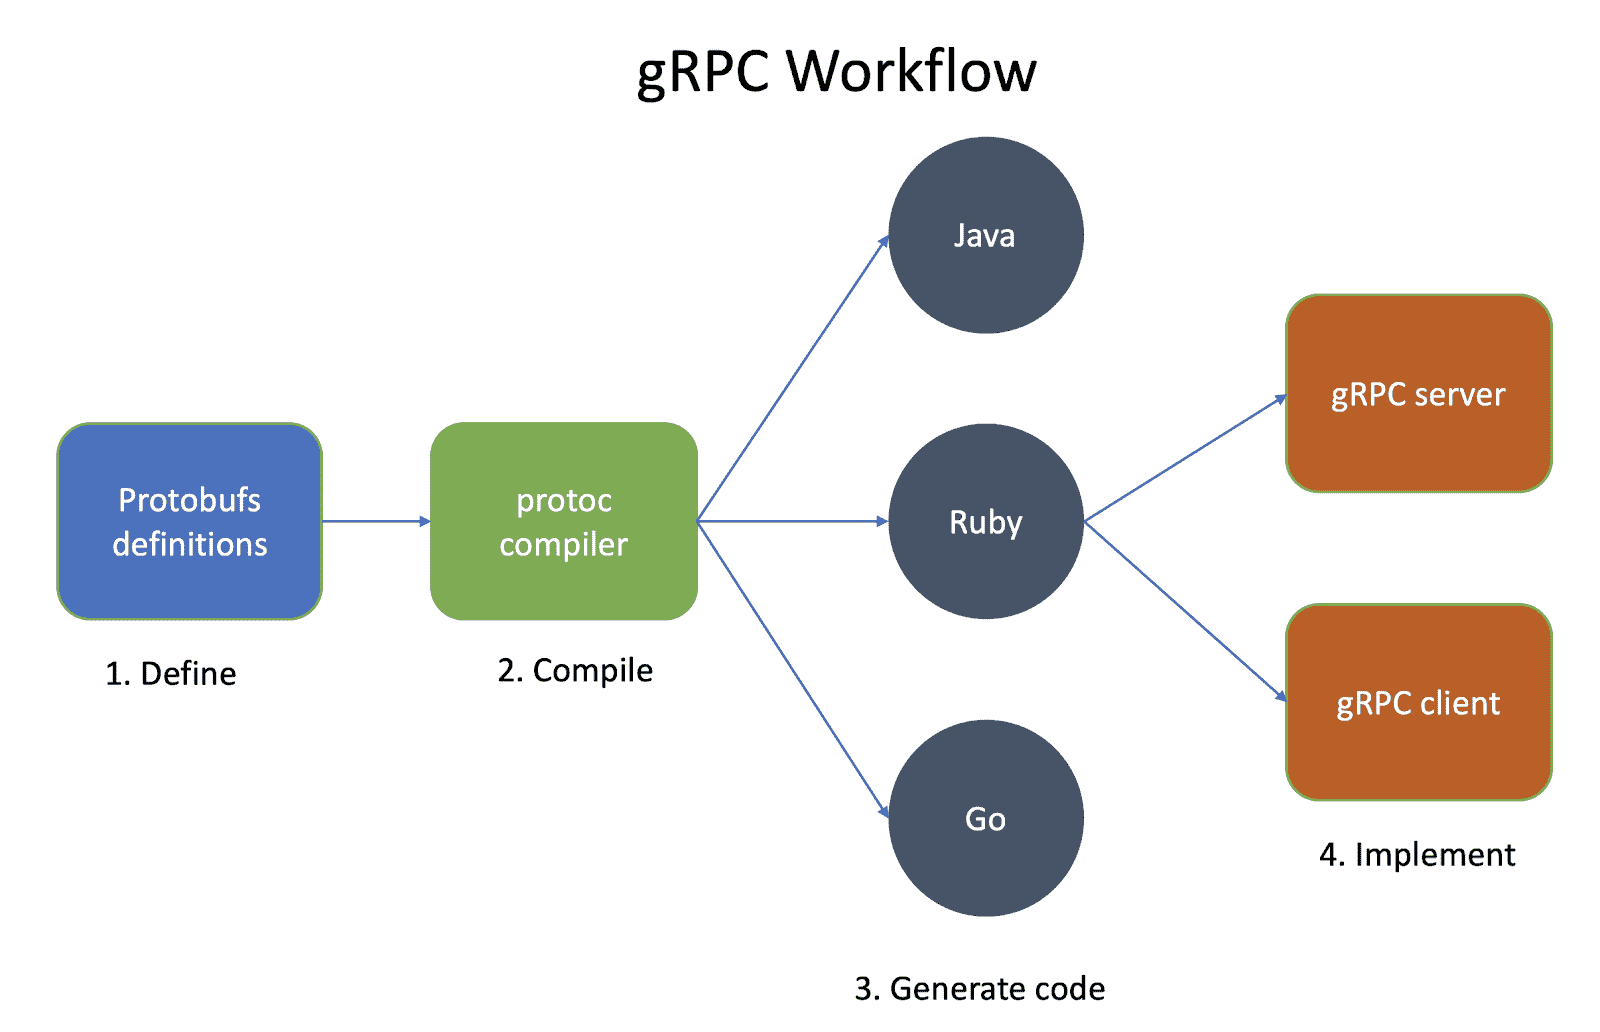 gRPC Workflow
Protobufs
definitions
1. Define
protoc
compiler
2. Compile
Java
Ruby
Go
3. Generate code
gRPC server
gRPC client
4. Implement